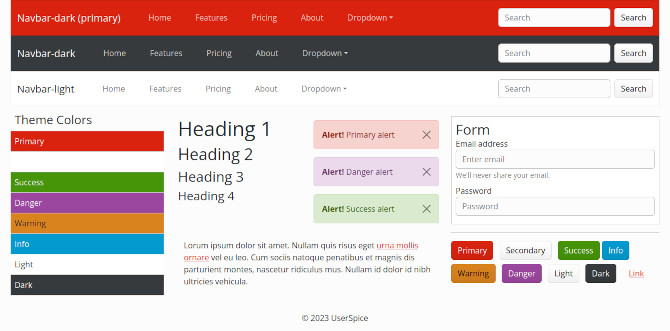 Navbar-dark (primary) Home Features Pricing About Dropdown Search Search
Navbar-dark Home Features Pricing About Dropdown Search Search
Navbar-light Home Features Pricing About Dropdown Search Search
Theme Colors
Primary
Success
Danger
Warning
Info
Light
Dark
Heading 1
Heading 2
Heading 3
Heading 4
Alert! Primary alert
Alert! Danger alert
Alert! Success alert
Lorum ipsum dolor sit amet. Nullam quis risus eget urna mollis
ornare vel eu leo. Cum sociis natoque penatibus et magnis dis
parturient montes, nascetur ridiculus mus. Nullam id dolor id nibh
ultricies vehicula.
Form
Email address
Enter email
We'll never share your email.
Password
Password
Primary Secondary Success Info
Warning Danger Light Dark Link
© 2023 UserSpice